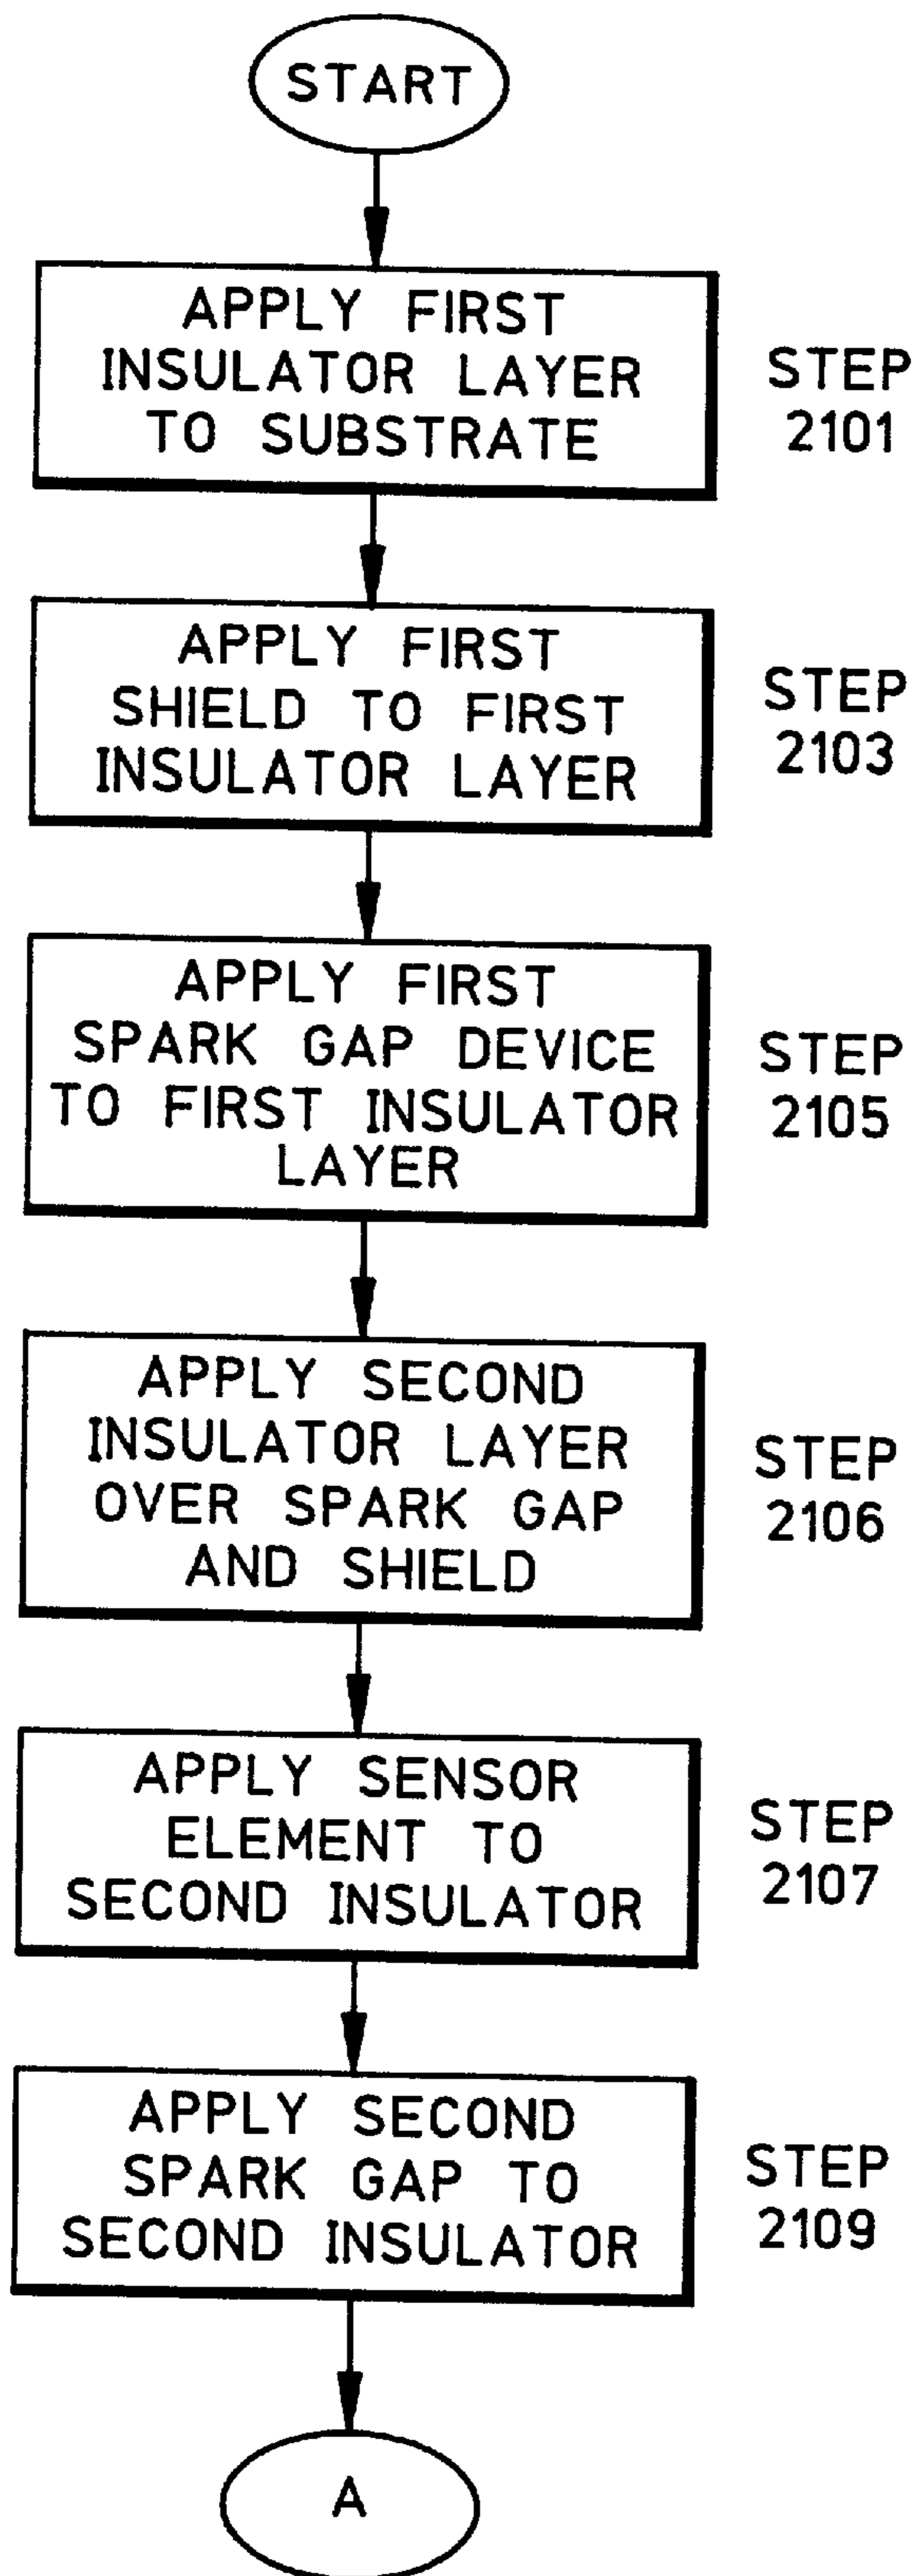 START
APPLY FIRST
INSULATOR LAYER
TO SUBSTRATE
STEP
2101
APPLY FIRST
SHIELD TO FIRST
INSULATOR LAYER
STEP
2103
APPLY FIRST
SPARK GAP DEVICE
TO FIRST INSULATOR
LAYER
STEP
2105
APPLY SECOND
INSULATOR LAYER
OVER SPARK GAP
AND SHIELD
STEP
2106
APPLY SENSOR
ELEMENT TO
SECOND INSULATOR
STEP
2107
APPLY SECOND
SPARK GAP TO
SECOND INSULATOR
STEP
2109
A